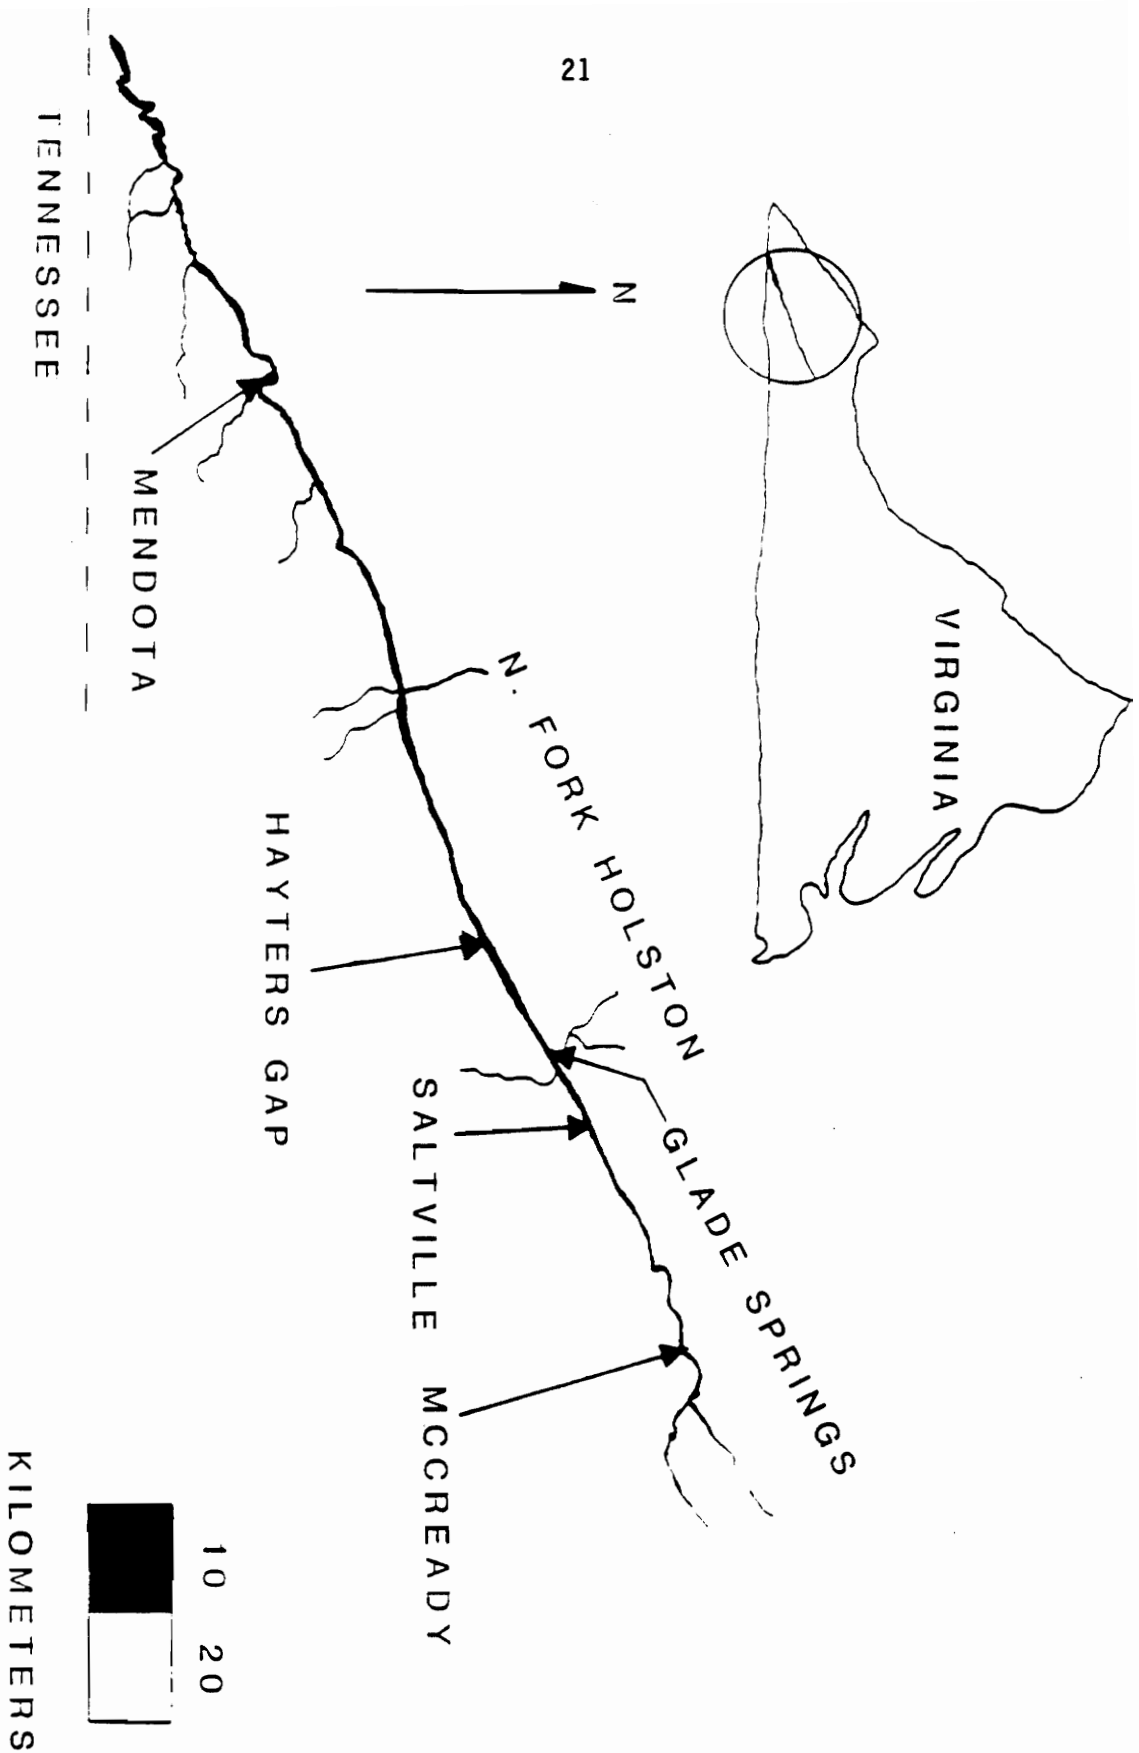 21
VIRGINIA
N
N. FORK HOLSTON
GLADE SPRINGS
TENNESSEE
MENDOTA
HAYTERS GAP
SALTVILLE
MCCREADY
10 20
KILOMETERS